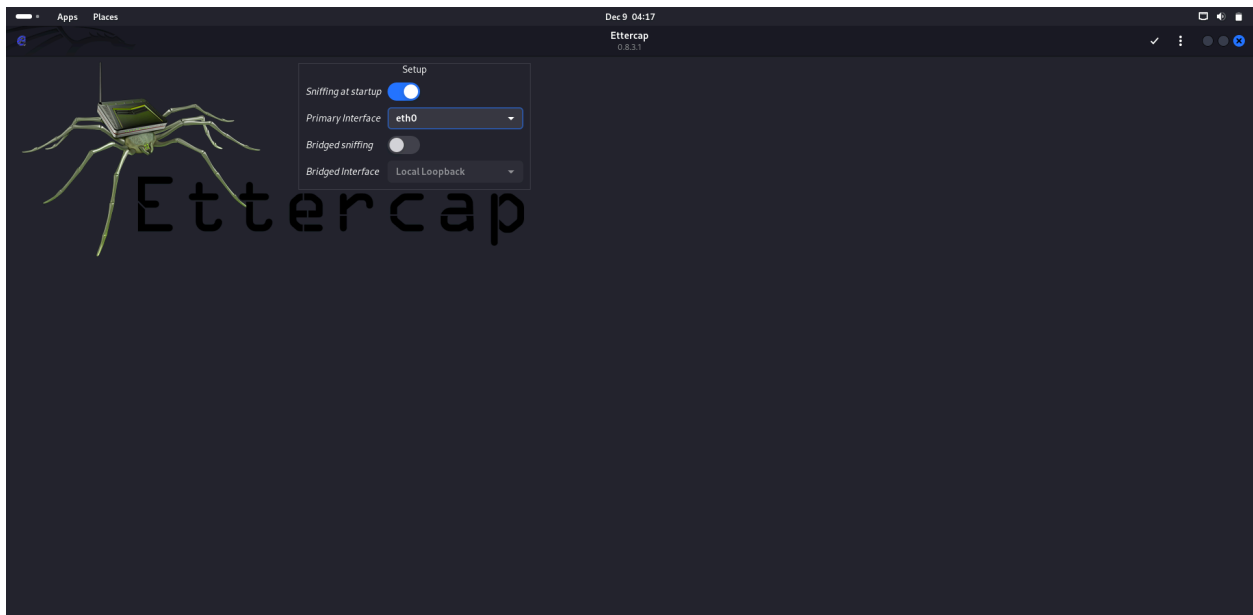 Apps Places Dec 9 04:17
e Ettercap
0.8.3.1
Setup
Sniffing at startup
Primary Interface eth0
Bridged sniffing
Bridged Interface Local Loopback
Ettercap